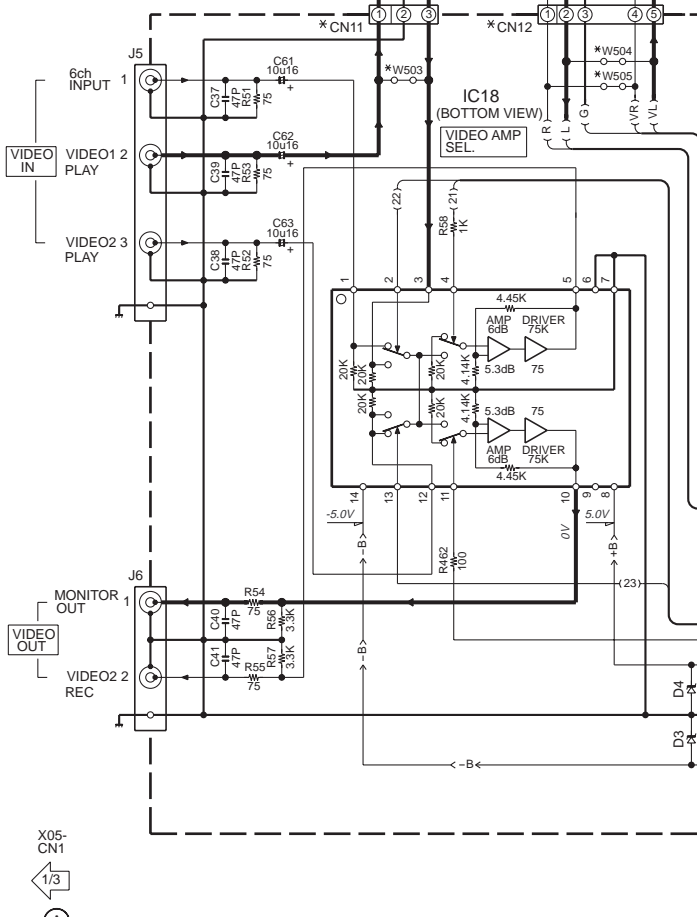 * CN11
1 2 3
* CN12
1 2 3 4 5
J5
6ch
INPUT 1
C61
10u16
+
C37
47P
R51
75
*W503
*W504
*W505
IC18
(BOTTOM VIEW)
VIDEO AMP
SEL.
R
L
G
VR
VL
VIDEO
IN
VIDEO1 2
PLAY
C62
10u16
+
C39
47P
R53
75
VIDEO2 3
PLAY
C63
10u16
+
C38
47P
R52
75
22
R58
1K
21
1 2 3 4 5 6 7
4.45K
AMP
6dB
DRIVER
75K
5.3dB
75
20K
20K
20K
4.14K
20K
20K
4.14K
5.3dB
75
AMP
6dB
DRIVER
75K
4.45K
14 13 12 11 10 9 8
-5.0V
0V
5.0V
-B
R462
100
+B
23
J6
MONITOR 1
OUT
R54
75
C40
47P
R56
3.3K
VIDEO
OUT
C41
47P
R57
3.3K
VIDEO2 2
REC
R55
75
-B
D4
D3
-B
X05-
CN1
1/3